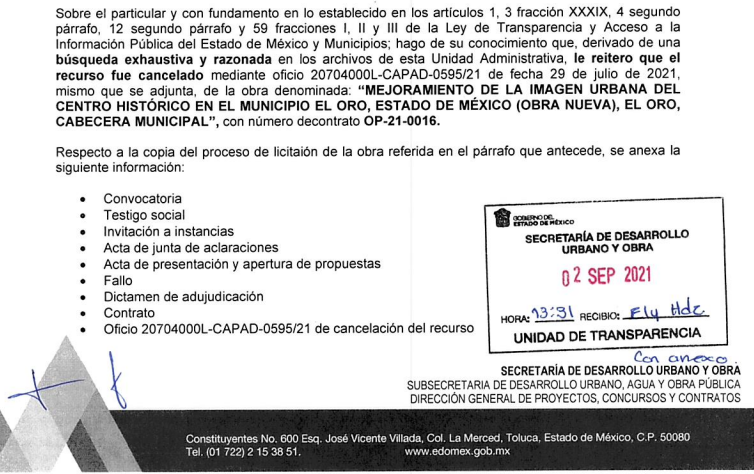 Sobre el particular y con fundamento en lo establecido en los artículos 1, 3 fracción XXXIX, 4 segundo
párrafo, 12 segundo párrafo y 59 fracciones I, II y III de la Ley de Transparencia y Acceso a la
Información Pública del Estado de México y Municipios; hago de su conocimiento que, derivado de una
búsqueda exhaustiva y razonada en los archivos de esta Unidad Administrativa, le reitero que el
recurso fue cancelado mediante oficio 20704000L-CAPAD-0595/21 de fecha 29 de julio de 2021,
mismo que se adjunta, de la obra denominada: “MEJORAMIENTO DE LA IMAGEN URBANA DEL
CENTRO HISTÓRICO EN EL MUNICIPIO EL ORO, ESTADO DE MÉXICO (OBRA NUEVA), EL ORO,
CABECERA MUNICIPAL”, con número decontrato OP-21-0016.
Respecto a la copia del proceso de licitaión de la obra referida en el párrafo que antecede, se anexa la
siguiente información:
• Convocatoria
• Testigo social
• Invitación a instancias
• Acta de junta de aclaraciones
• Acta de presentación y apertura de propuestas
• Fallo
• Dictamen de adujudicación
• Contrato
• Oficio 20704000L-CAPAD-0595/21 de cancelación del recurso
GOBIERNO DEL
ESTADO DE MÉXICO
SECRETARÍA DE DESARROLLO
URBANO Y OBRA
02 SEP 2021
HORA: 13:31 RECIBIO: Ely Hdz
UNIDAD DE TRANSPARENCIA
Con anexo
SECRETARÍA DE DESARROLLO URBANO Y OBRA
SUBSECRETARIA DE DESARROLLO URBANO, AGUA Y OBRA PÚBLICA
DIRECCIÓN GENERAL DE PROYECTOS, CONCURSOS Y CONTRATOS
Constituyentes No. 600 Esq. José Vicente Villada, Col. La Merced, Toluca, Estado de México, C.P. 50080
Tel. (01 722) 2 15 38 51. www.edomex.gob.mx